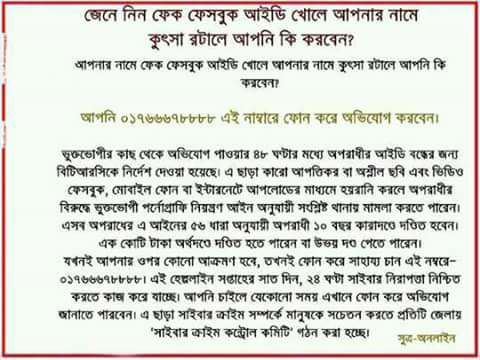 জেনে নিন ফেক ফেসবুক আইডি খোলে আপনার নামে
কুৎসা রটালে আপনি কি করবেন?
আপনার নামে ফেক ফেসবুক আইডি খোলে আপনার নামে কুৎসা রটালে আপনি কি
করবেন?
আপনি ০১৭৬৬৬৭৮৮৮৮ এই নাম্বারে ফোন করে অভিযোগ করবেন।
ভুক্তভোগীর কাছ থেকে অভিযোগ পাওয়ার ৪৮ ঘণ্টার মধ্যে অপরাধীর আইডি বন্ধের জন্য
বিটিআরসিকে নির্দেশ দেওয়া হয়েছে। এ ছাড়া কারো আপত্তিকর বা অশ্লীল ছবি এবং ভিডিও
ফেসবুক, মোবাইল ফোন বা ইন্টারনেটে আপলোডের মাধ্যমে হয়রানি করলে অপরাধীর
বিরুদ্ধে ভুক্তভোগী পর্নোগ্রাফি নিয়ন্ত্রণ আইন অনুযায়ী সংশ্লিষ্ট থানায় মামলা করতে পারেন।
এসব অপরাধে এ আইনের ৫৬ ধারা অনুযায়ী অপরাধী ১০ বছর কারাদণ্ডে দণ্ডিত হবেন।
এক কোটি টাকা অর্থদণ্ডে দণ্ডিত হতে পারেন বা উভয় দণ্ড পেতে পারেন।
যখনই আপনার ওপর কোনো আক্রমণ হবে, তখনই ফোন করে সাহায্য চান এই নম্বরে-
০১৭৬৬৬৭৮৮৮৮। এই হেল্পলাইন সপ্তাহের সাত দিন, ২৪ ঘণ্টা সাইবার নিরাপত্তা নিশ্চিত
করতে কাজ করে যাচ্ছে। আপনি চাইলে যেকোনো সময় এখানে ফোন করে অভিযোগ
জানাতে পারবেন। এ ছাড়া সাইবার ক্রাইম সম্পর্কে মানুষকে সচেতন করতে প্রতিটি জেলায়
'সাইবার ক্রাইম কন্ট্রোল কমিটি' গঠন করা হচ্ছে।
সুত্র-অনলাইন